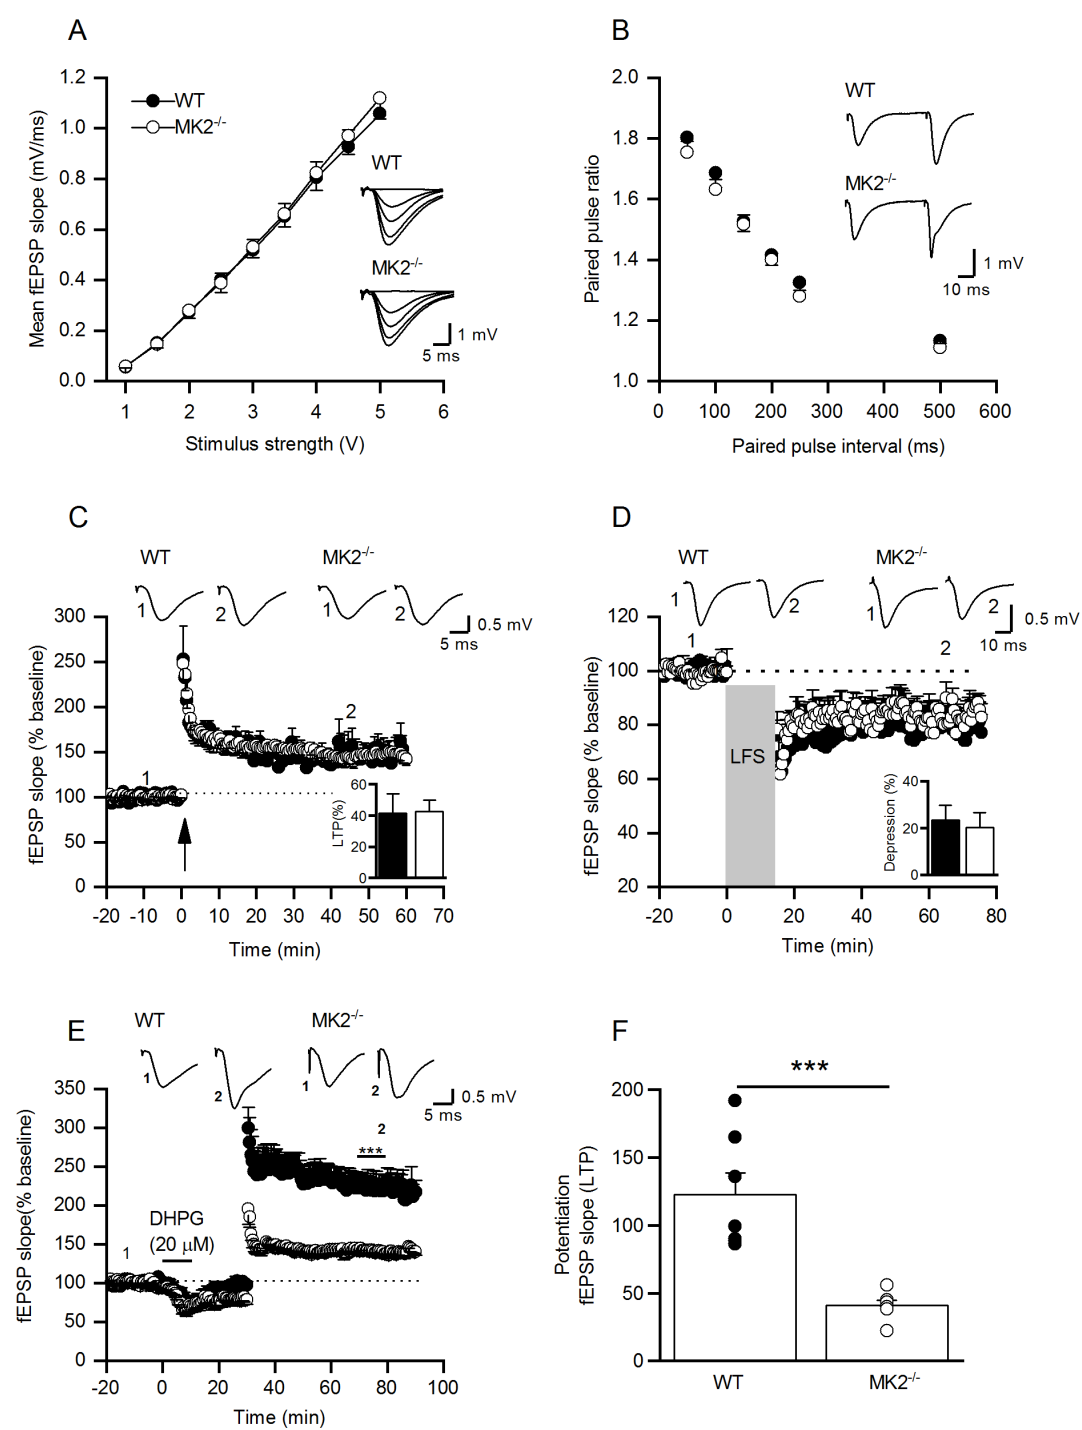 A
1.2
1.0
0.8
0.6
0.4
0.2
0.0
Mean fEPSP slope (mV/ms)
WT
MK2-/-
WT
MK2-/-
1 mV
5 ms
1 2 3 4 5 6
Stimulus strength (V)
B
2.0
1.8
1.6
1.4
1.2
1.0
Paired pulse ratio
WT
MK2-/-
1 mV
10 ms
0 100 200 300 400 500 600
Paired pulse interval (ms)
C
WT MK2-/-
1 2 1 2
0.5 mV
5 ms
300
250
200
150
100
50
0
fEPSP slope (% baseline)
1
2
60
40
20
0
LTP(%)
-20 -10 0 10 20 30 40 50 60 70
Time (min)
D
WT MK2-/-
1 2 1 2
0.5 mV
10 ms
120
100
80
60
40
20
fEPSP slope (% baseline)
1
2
LFS
40
20
0
Depression (%)
-20 0 20 40 60 80
Time (min)
E
WT MK2-/-
1 2 1 2
0.5 mV
5 ms
350
300
250
200
150
100
50
0
fEPSP slope(% baseline)
2
***
DHPG
(20 μM)
1
-20 0 20 40 60 80 100
Time (min)
F
***
200
150
100
50
0
Potentiation
fEPSP slope (LTP)
WT MK2-/-